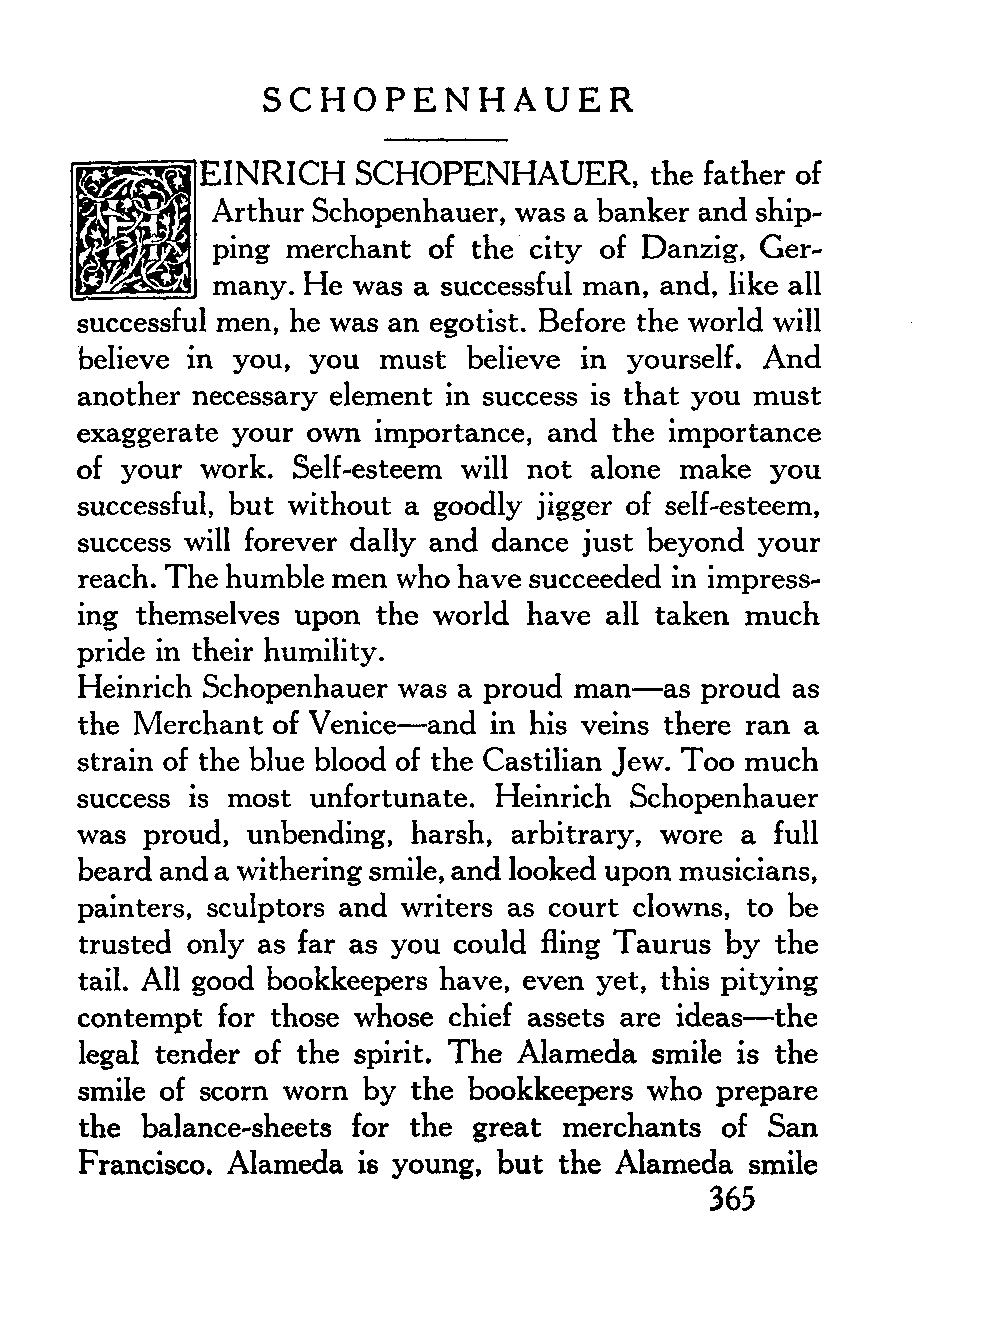 SCHOPENHAUER
HEINRICH SCHOPENHAUER, the father of
Arthur Schopenhauer, was a banker and ship-
ping merchant of the city of Danzig, Ger-
many. He was a successful man, and, like all
successful men, he was an egotist. Before the world will
believe in you, you must believe in yourself. And
another necessary element in success is that you must
exaggerate your own importance, and the importance
of your work. Self-esteem will not alone make you
successful, but without a goodly jigger of self-esteem,
success will forever dally and dance just beyond your
reach. The humble men who have succeeded in impress-
ing themselves upon the world have all taken much
pride in their humility.
Heinrich Schopenhauer was a proud man—as proud as
the Merchant of Venice—and in his veins there ran a
strain of the blue blood of the Castilian Jew. Too much
success is most unfortunate. Heinrich Schopenhauer
was proud, unbending, harsh, arbitrary, wore a full
beard and a withering smile, and looked upon musicians,
painters, sculptors and writers as court clowns, to be
trusted only as far as you could fling Taurus by the
tail. All good bookkeepers have, even yet, this pitying
contempt for those whose chief assets are ideas—the
legal tender of the spirit. The Alameda smile is the
smile of scorn worn by the bookkeepers who prepare
the balance-sheets for the great merchants of San
Francisco. Alameda is young, but the Alameda smile
365